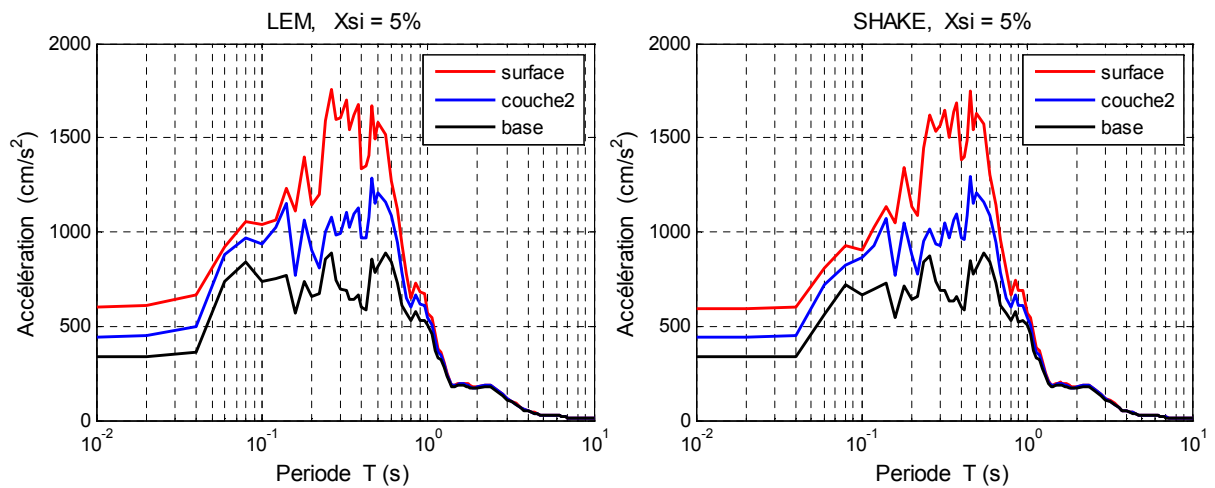 LEM, Xsi = 5%
2000
1500
1000
500
0
Accélération (cm/s²)
surface
couche2
base
10⁻² 10⁻¹ 10⁰ 10¹
Periode T (s)
SHAKE, Xsi = 5%
2000
1500
1000
500
0
Accélération (cm/s²)
surface
couche2
base
10⁻² 10⁻¹ 10⁰ 10¹
Periode T (s)